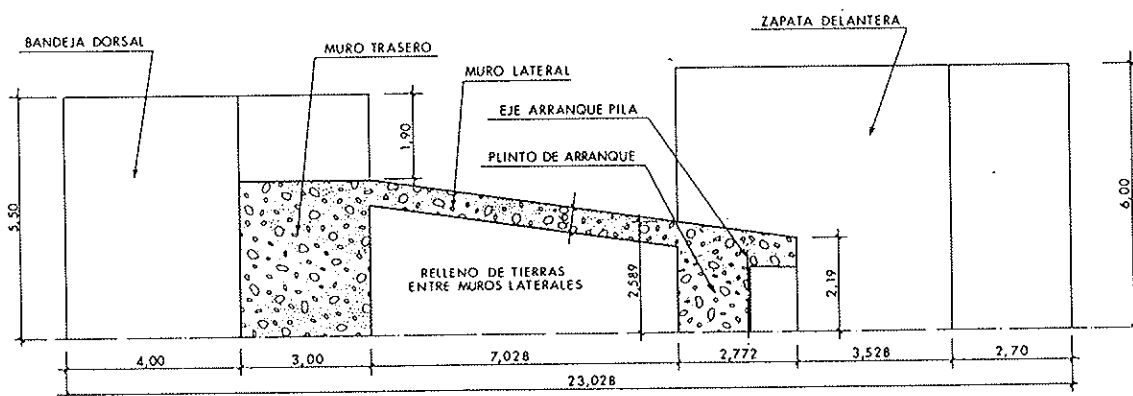 ZAPATA DELANTERA
BANDEJA DORSAL
MURO TRASERO
MURO LATERAL
EJE ARRANQUE PILA
PLINTO DE ARRANQUE
1,90
5,50
6,00
0,60
2,589
2,19
RELLENO DE TIERRAS
ENTRE MUROS LATERALES
4,00
3,00
7,028
2,772
3,528
2,70
23,028